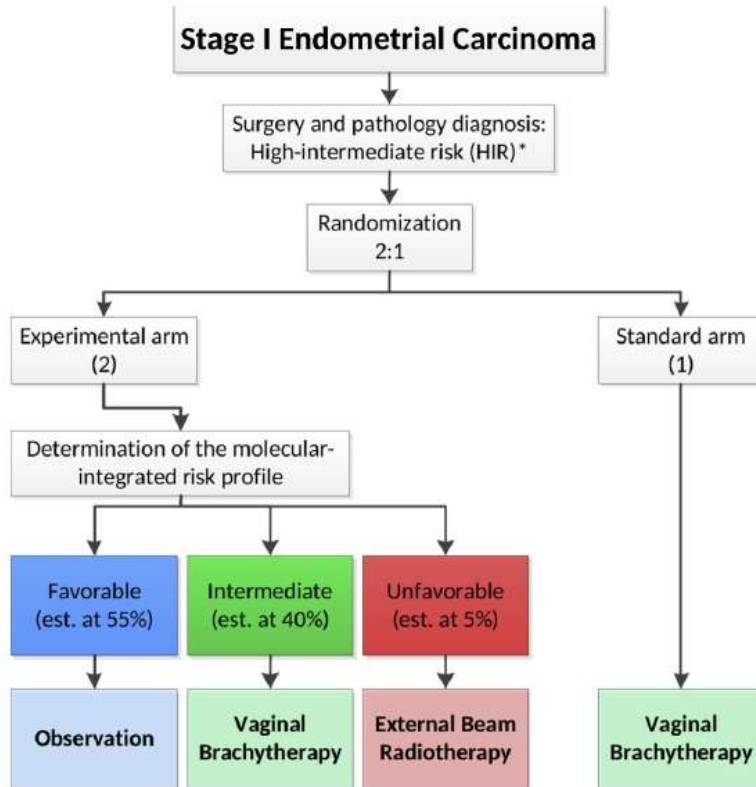 Stage I Endometrial Carcinoma
Surgery and pathology diagnosis:
High-intermediate risk (HIR)*
Randomization
2:1
Experimental arm
(2)
Standard arm
(1)
Determination of the molecular-
integrated risk profile
Favorable
(est. at 55%)
Intermediate
(est. at 40%)
Unfavorable
(est. at 5%)
Observation
Vaginal
Brachytherapy
External Beam
Radiotherapy
Vaginal
Brachytherapy